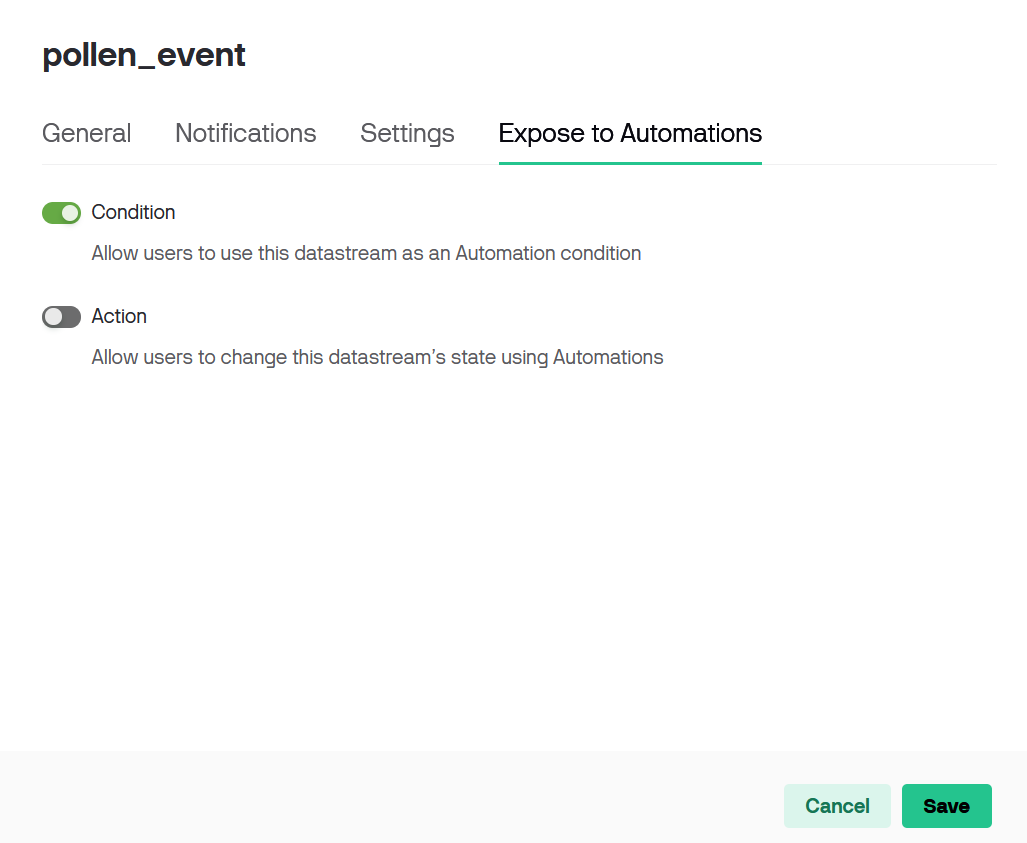 pollen_event
General Notifications Settings Expose to Automations
Condition
Allow users to use this datastream as an Automation condition
Action
Allow users to change this datastream’s state using Automations
Cancel Save